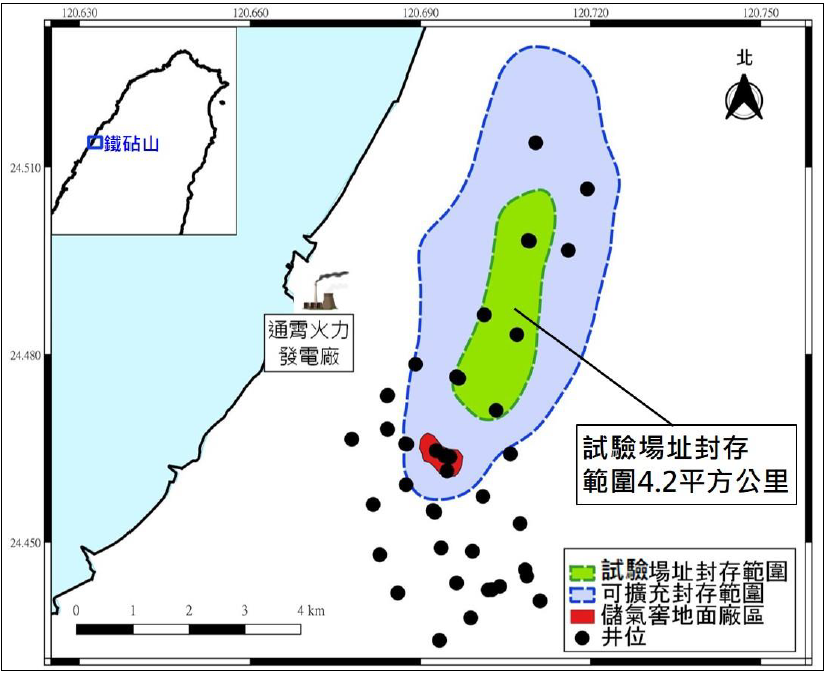 120.630 120.660 120.690 120.720 120.750
北
鐵砧山
24.510
通霄火力
發電廠
24.480
試驗場址封存
範圍4.2平方公里
24.450
試驗場址封存範圍
可擴充封存範圍
儲氣窖地面廠區
井位
0 1 2 3 4 km